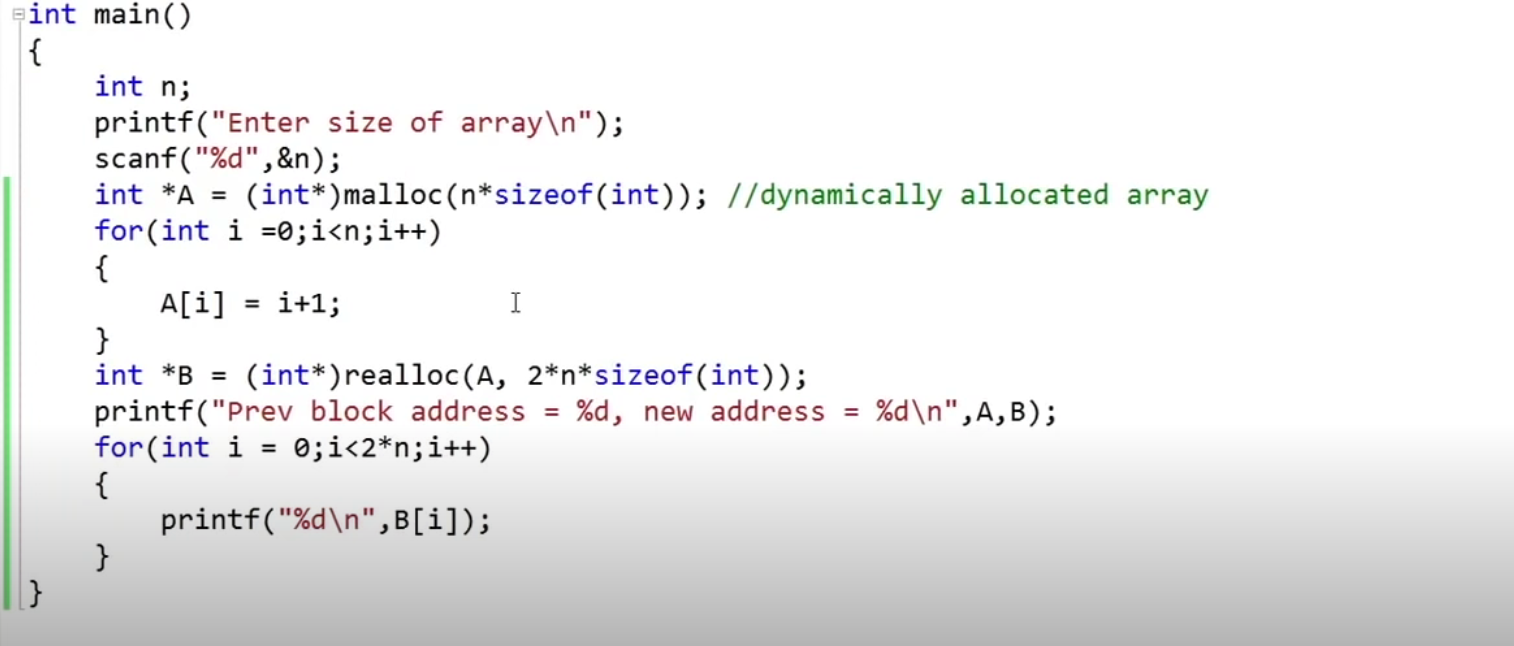 int main()
{
    int n;
    printf("Enter size of array\n");
    scanf("%d",&n);
    int *A = (int*)malloc(n*sizeof(int)); //dynamically allocated array
    for(int i =0;i<n;i++)
    {
        A[i] = i+1;
    }
    int *B = (int*)realloc(A, 2*n*sizeof(int));
    printf("Prev block address = %d, new address = %d\n",A,B);
    for(int i = 0;i<2*n;i++)
    {
        printf("%d\n",B[i]);
    }
}